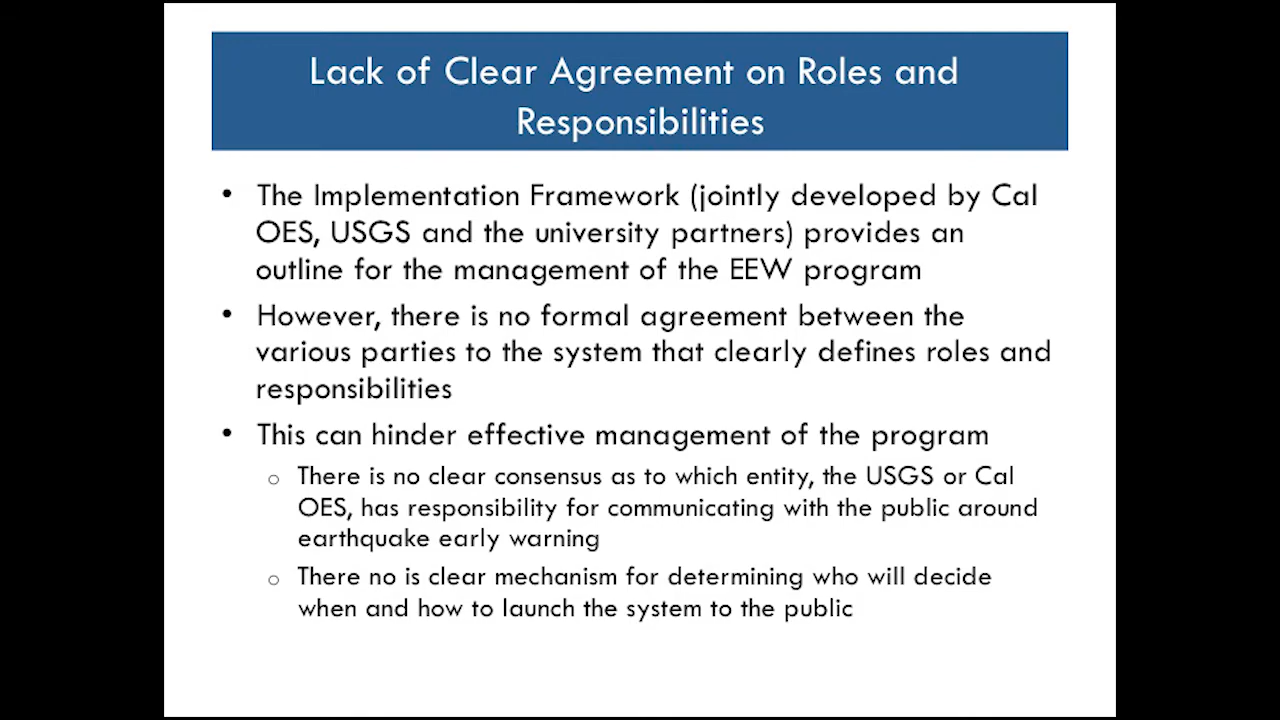 Lack of Clear Agreement on Roles and
Responsibilities
• The Implementation Framework (jointly developed by Cal
OES, USGS and the university partners) provides an
outline for the management of the EEW program
• However, there is no formal agreement between the
various parties to the system that clearly defines roles and
responsibilities
• This can hinder effective management of the program
o There is no clear consensus as to which entity, the USGS or Cal
OES, has responsibility for communicating with the public around
earthquake early warning
o There no is clear mechanism for determining who will decide
when and how to launch the system to the public